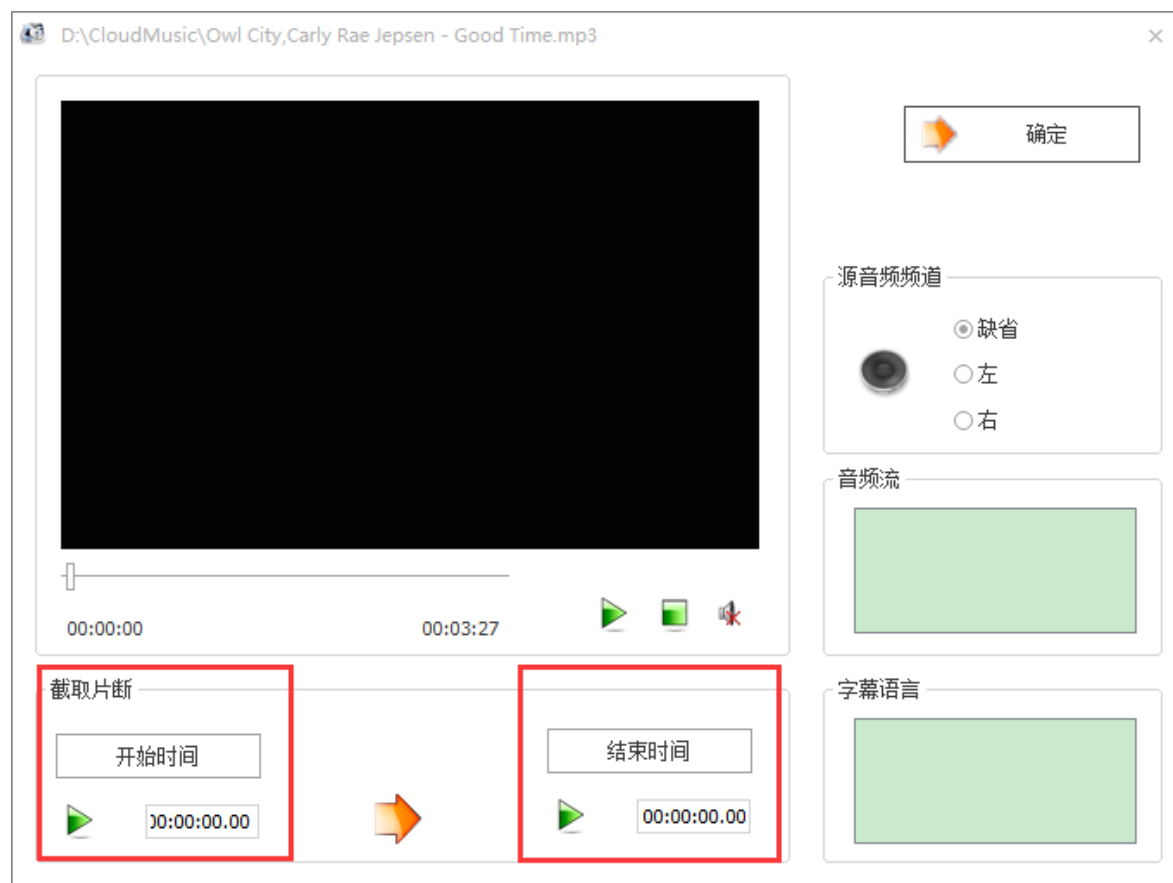 D:\CloudMusic\Owl City,Carly Rae Jepsen - Good Time.mp3
确定
源音频频道
缺省
左
右
音频流
00:00:00
00:03:27
截取片断
开始时间
00:00:00.00
结束时间
00:00:00.00
字幕语言